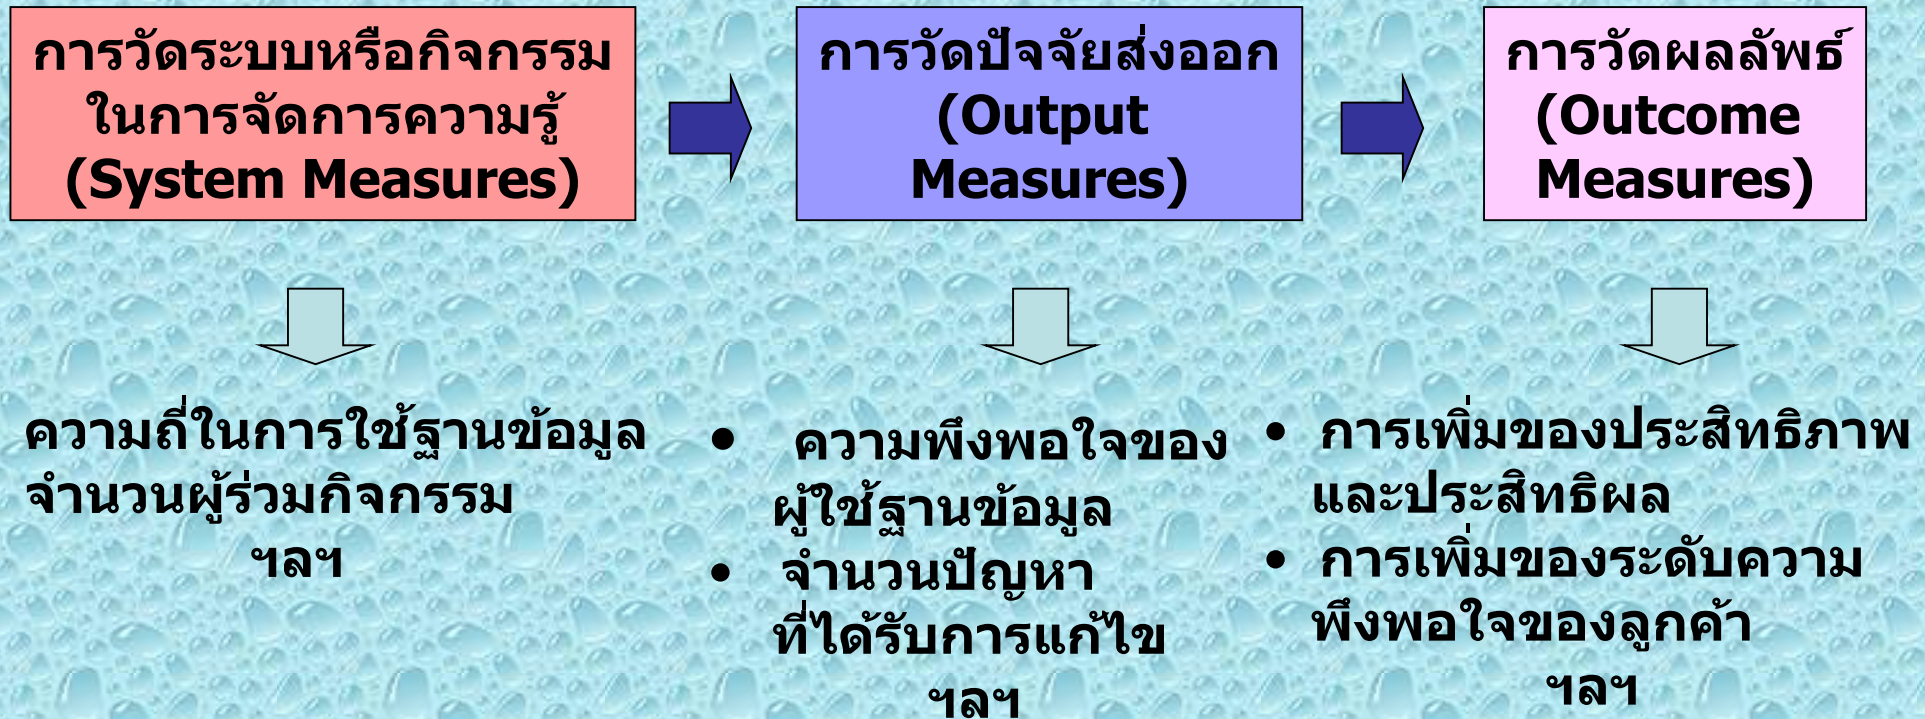 การวัดระบบหรือกิจกรรม
ในการจัดการความรู้
(System Measures)
การวัดปัจจัยส่งออก
(Output
Measures)
การวัดผลลัพธ์
(Outcome
Measures)
ความถี่ในการใช้ฐานข้อมูล
จำนวนผู้ร่วมกิจกรรม
ฯลฯ
• ความพึงพอใจของ
ผู้ใช้ฐานข้อมูล
• จำนวนปัญหา
ที่ได้รับการแก้ไข
ฯลฯ
• การเพิ่มของประสิทธิภาพ
และประสิทธิผล
• การเพิ่มของระดับความ
พึงพอใจของลูกค้า
ฯลฯ